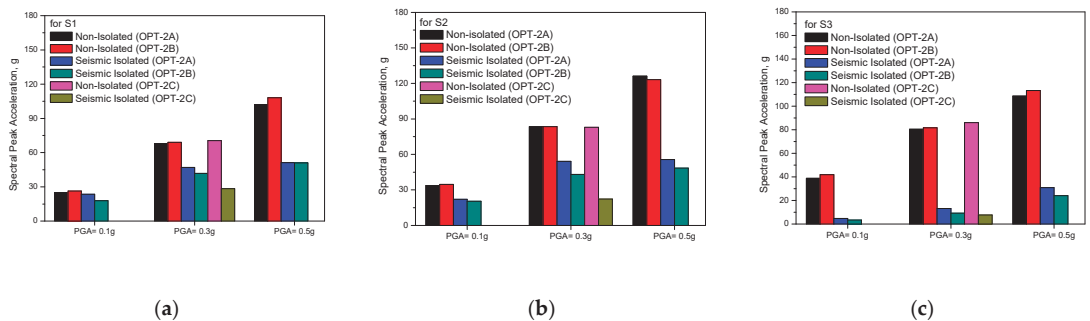 for S1
Non-Isolated (OPT-2A)
Non-Isolated (OPT-2B)
Seismic Isolated (OPT-2A)
Seismic Isolated (OPT-2B)
Non-Isolated (OPT-2C)
Seismic Isolated (OPT-2C)
Spectral Peak Acceleration, g
180
150
120
90
60
30
0
PGA= 0.1g
PGA= 0.3g
PGA= 0.5g
(a)
for S2
Non-isolated (OPT-2A)
Non-Isolated (OPT-2B)
Seismic Isolated (OPT-2A)
Seismic Isolated (OPT-2B)
Non-Isolated (OPT-2C)
Seismic Isolated (OPT-2C)
Spectral Peak Acceleration, g
180
150
120
90
60
30
0
PGA= 0.1g
PGA= 0.3g
PGA= 0.5g
(b)
for S3
Non-Isolated (OPT-2A)
Non-Isolated (OPT-2B)
Seismic Isolated (OPT-2A)
Seismic Isolated (OPT-2B)
Non-Isolated (OPT-2C)
Seismic Isolated (OPT-2C)
Spectral Peak Acceleration, g
180
160
140
120
100
80
60
40
20
0
PGA= 0.1g
PGA= 0.3g
PGA= 0.5g
(c)